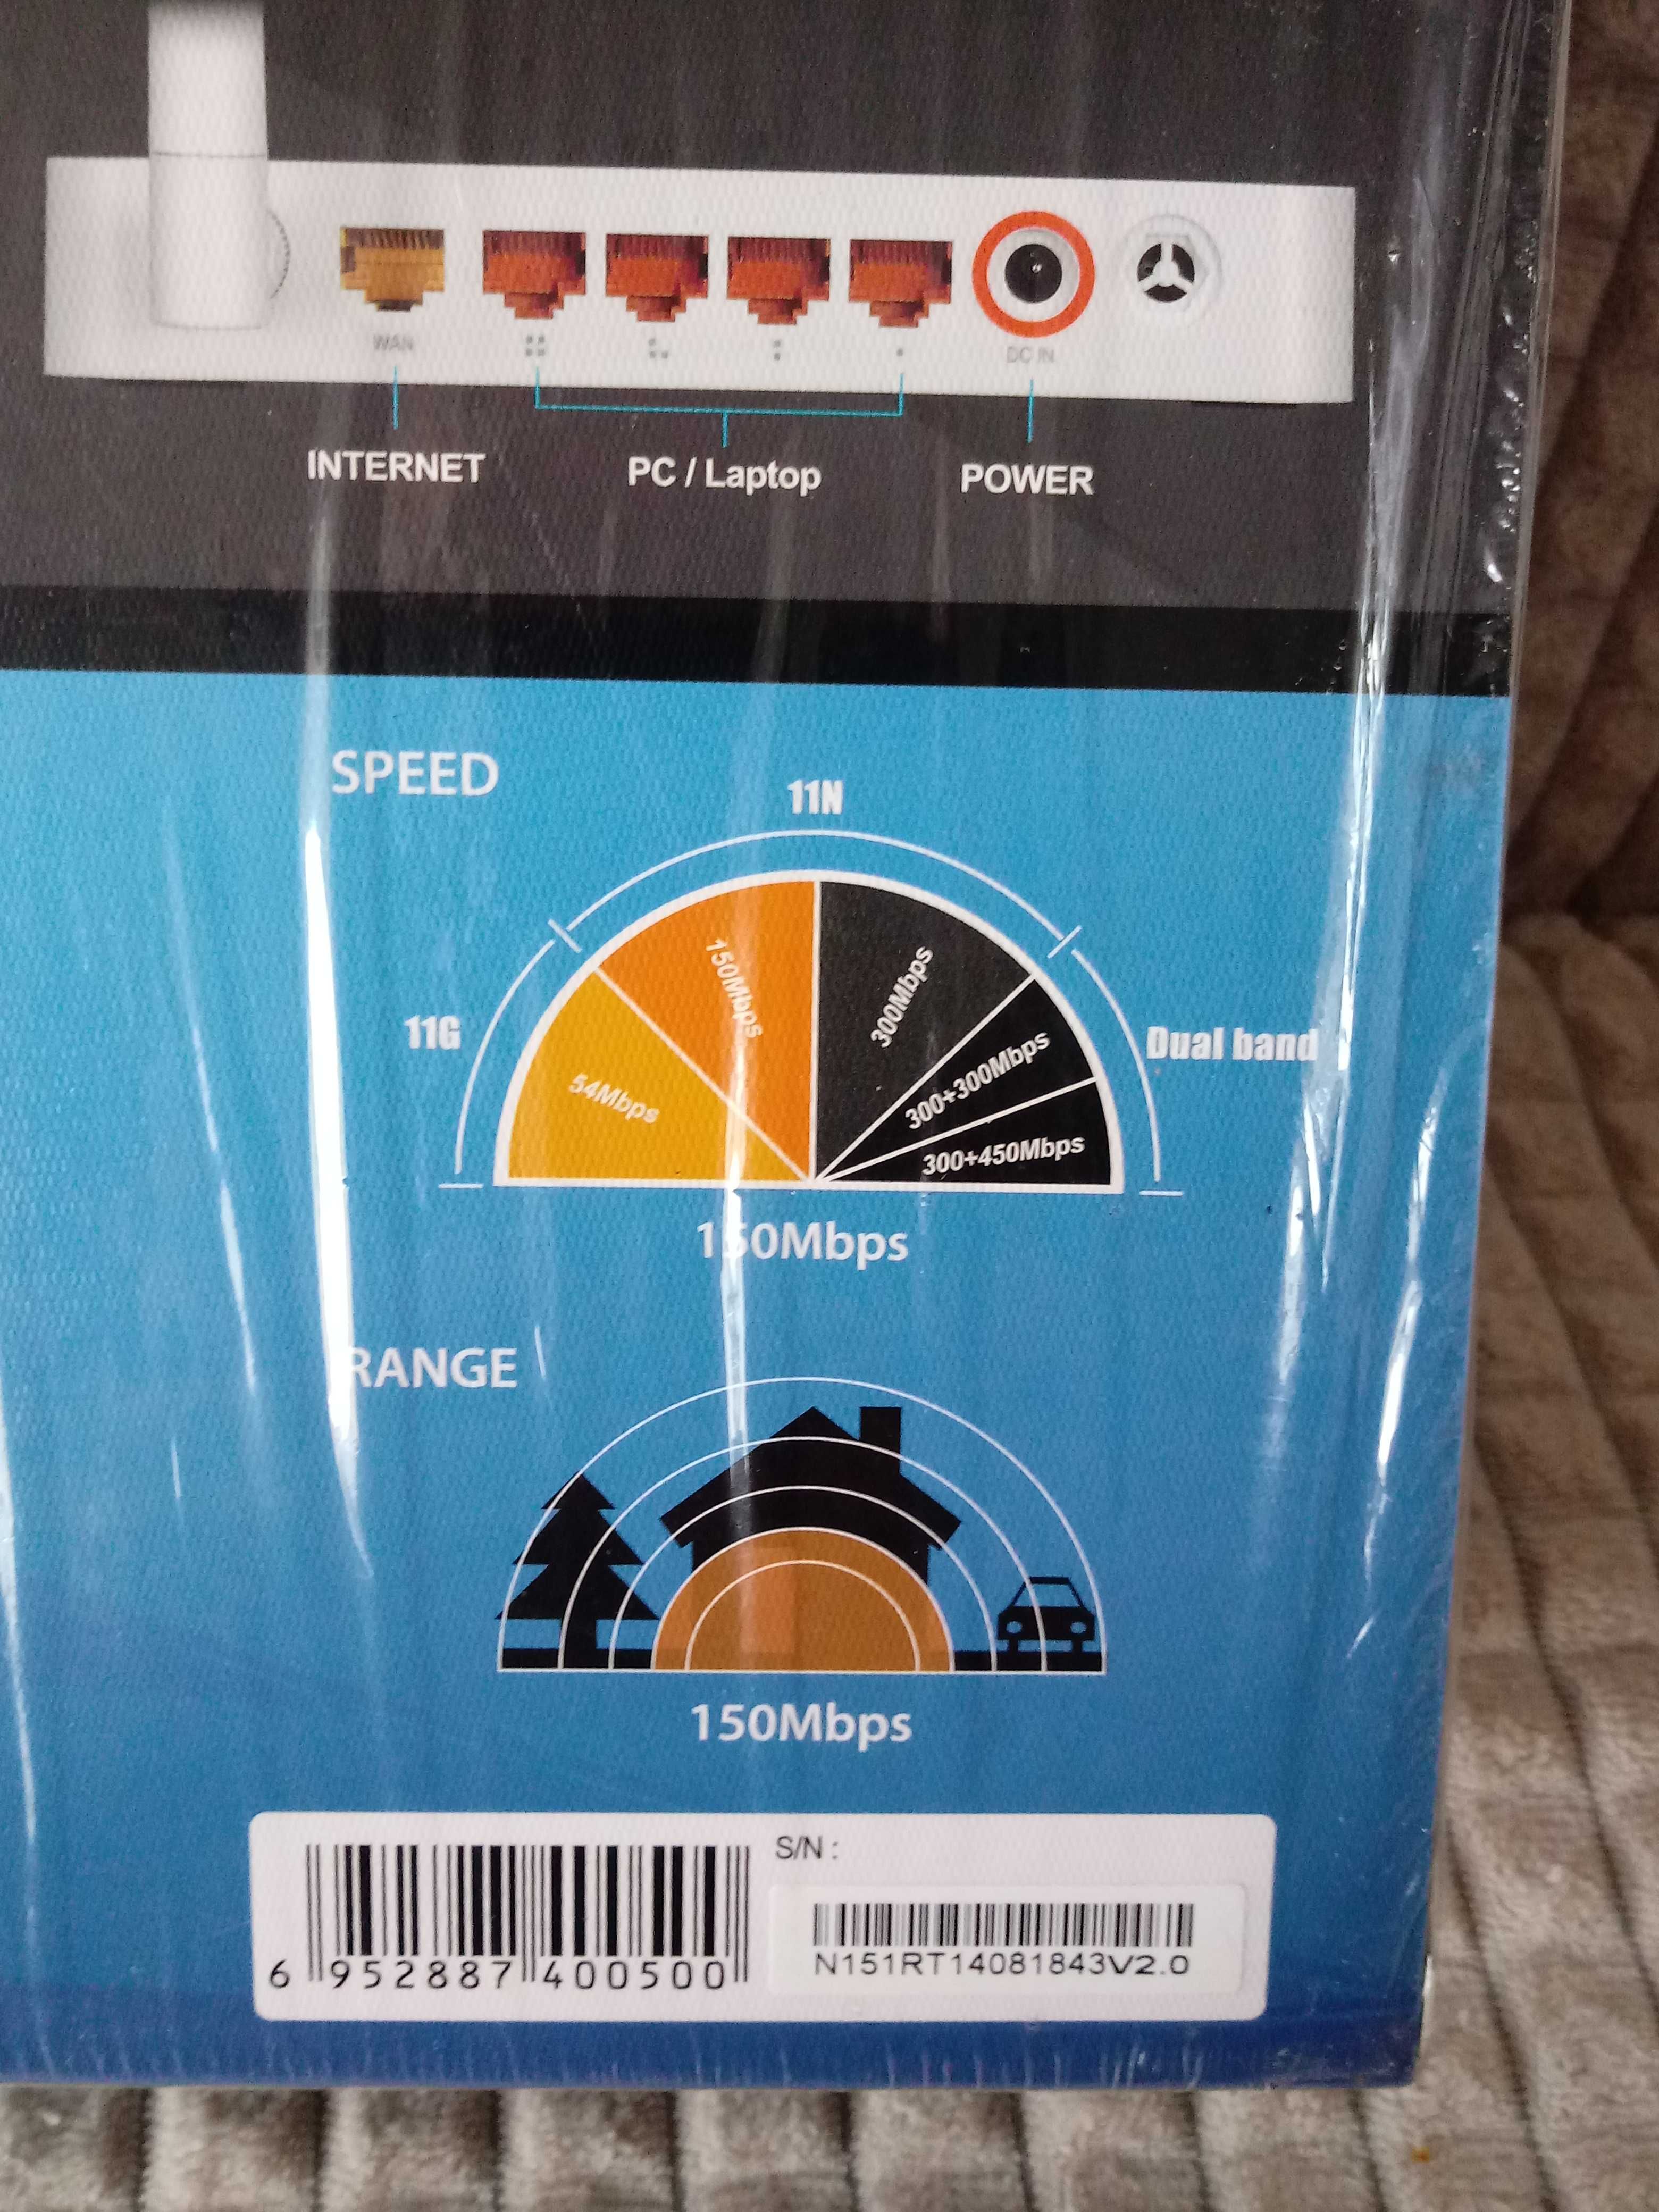 WAN
DC IN
INTERNET
PC / Laptop
POWER
SPEED
11N
11G
Dual band
54Mbps
150Mbps
300Mbps
300+300Mbps
300+450Mbps
150Mbps
RANGE
150Mbps
S/N :
6 952887 400500
N151RT14081843V2.0